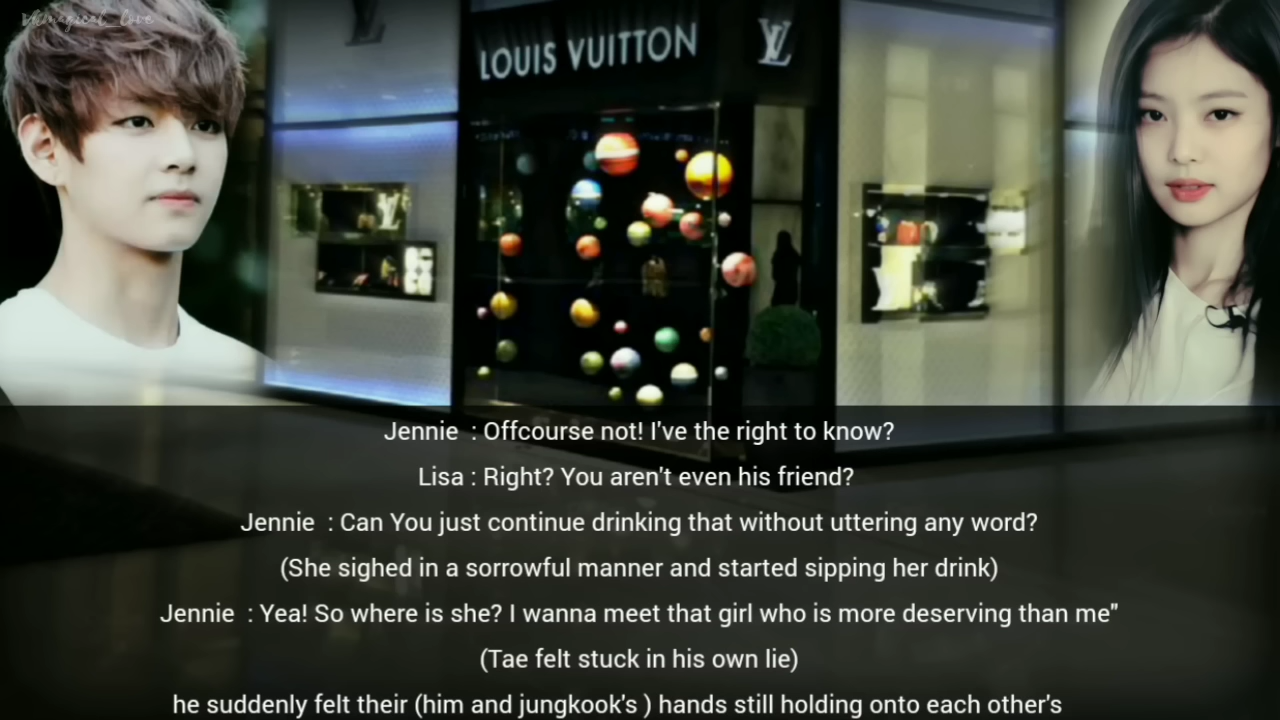 vkmagical_love
LOUIS VUITTON
LV
Jennie : Offcourse not! I've the right to know?
Lisa : Right? You aren't even his friend?
Jennie : Can You just continue drinking that without uttering any word?
(She sighed in a sorrowful manner and started sipping her drink)
Jennie : Yea! So where is she? I wanna meet that girl who is more deserving than me"
(Tae felt stuck in his own lie)
he suddenly felt their (him and jungkook's ) hands still holding onto each other's